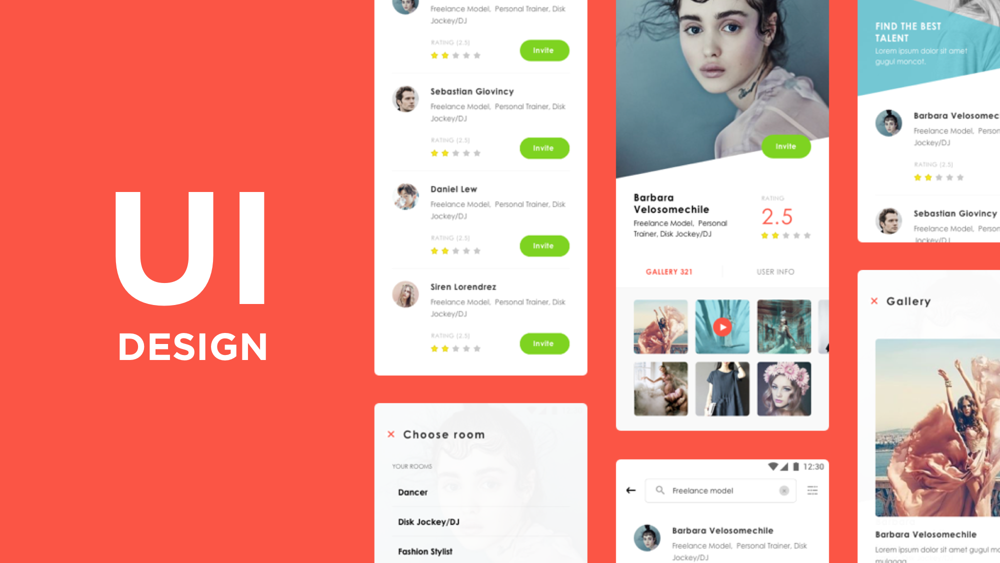 UI
DESIGN
Freelance Model, Personal Trainer, Disk
Jockey/DJ
RATING (2.5)
Invite
Sebastian Giovincy
Freelance Model, Personal Trainer, Disk
Jockey/DJ
RATING (2.5)
Invite
Daniel Lew
Freelance Model, Personal Trainer, Disk
Jockey/DJ
RATING (2.5)
Invite
Siren Lorendrez
Freelance Model, Personal Trainer, Disk
Jockey/DJ
RATING (2.5)
Invite
Choose room
YOUR ROOMS
Dancer
Disk Jockey/DJ
Fashion Stylist
Invite
Barbara
Velosomechile
Freelance Model, Personal
Trainer, Disk Jockey/DJ
RATING
2.5
GALLERY 321
USER INFO
12:30
Freelance model
Barbara Velosomechile
Freelance Model, Personal Trainer, Disk
Jockey/DJ
FIND THE BEST
TALENT
Lorem ipsum dolor sit amet
gugul moncot.
Barbara Velosomec
Freelance Model, Person
Jockey/DJ
RATING (2.5)
Sebastian Giovincy
Freelance Model, Person
Jockey/DJ
Gallery
Barbara
Barbara Velosomechile
Lorem ipsum dolor sit amet gugul mo